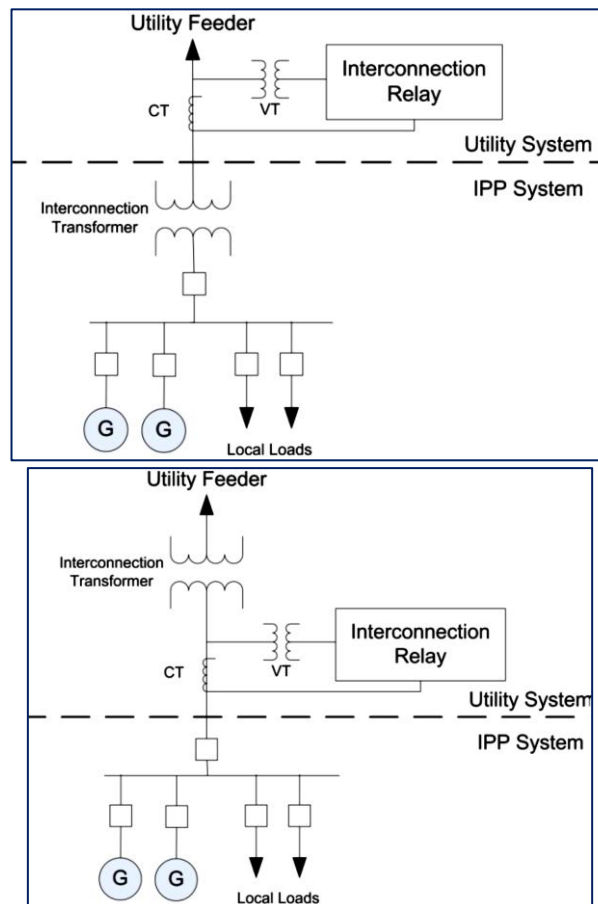 Utility Feeder
Interconnection
Relay
CT
VT
Utility System
IPP System
Interconnection
Transformer
G
G
Local Loads
Utility Feeder
Interconnection
Transformer
Interconnection
Relay
CT
VT
Utility System
IPP System
G
G
Local Loads